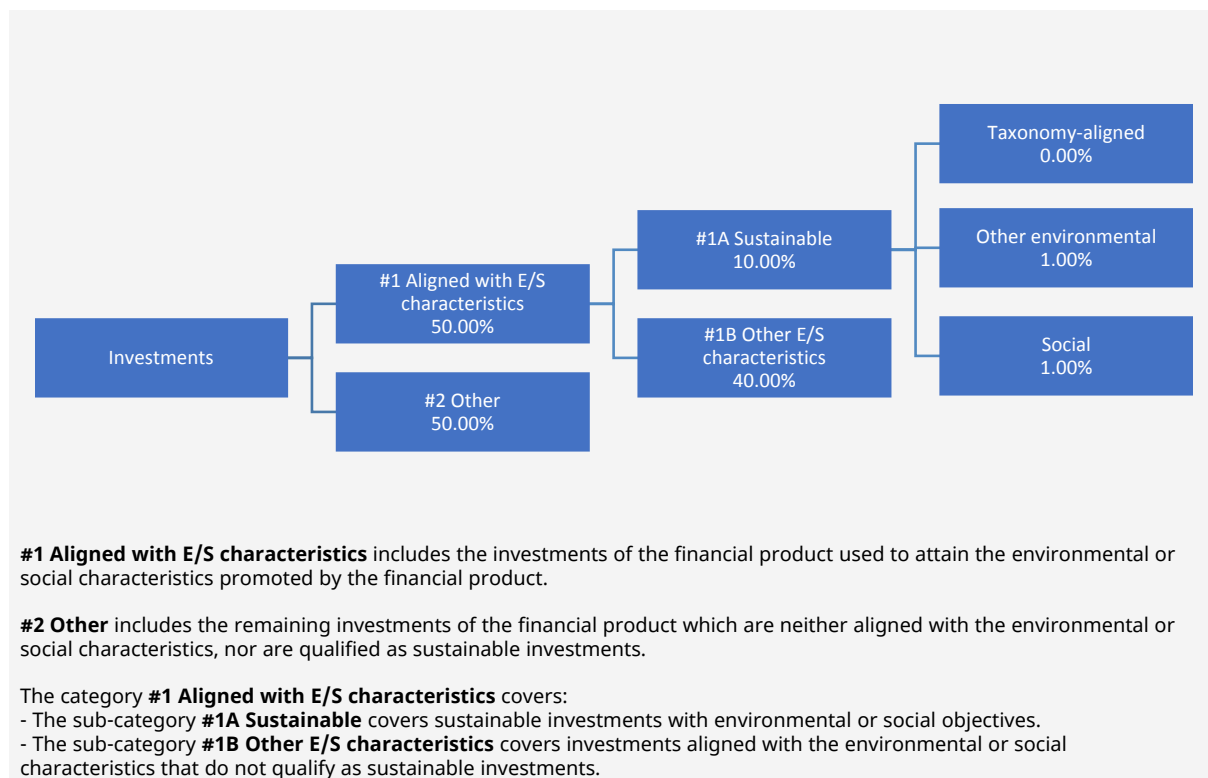 Investments
#1 Aligned with E/S
characteristics
50.00%
#2 Other
50.00%
#1A Sustainable
10.00%
#1B Other E/S
characteristics
40.00%
Taxonomy-aligned
0.00%
Other environmental
1.00%
Social
1.00%
#1 Aligned with E/S characteristics includes the investments of the financial product used to attain the environmental or
social characteristics promoted by the financial product.
#2 Other includes the remaining investments of the financial product which are neither aligned with the environmental or
social characteristics, nor are qualified as sustainable investments.
The category #1 Aligned with E/S characteristics covers:
- The sub-category #1A Sustainable covers sustainable investments with environmental or social objectives.
- The sub-category #1B Other E/S characteristics covers investments aligned with the environmental or social
characteristics that do not qualify as sustainable investments.